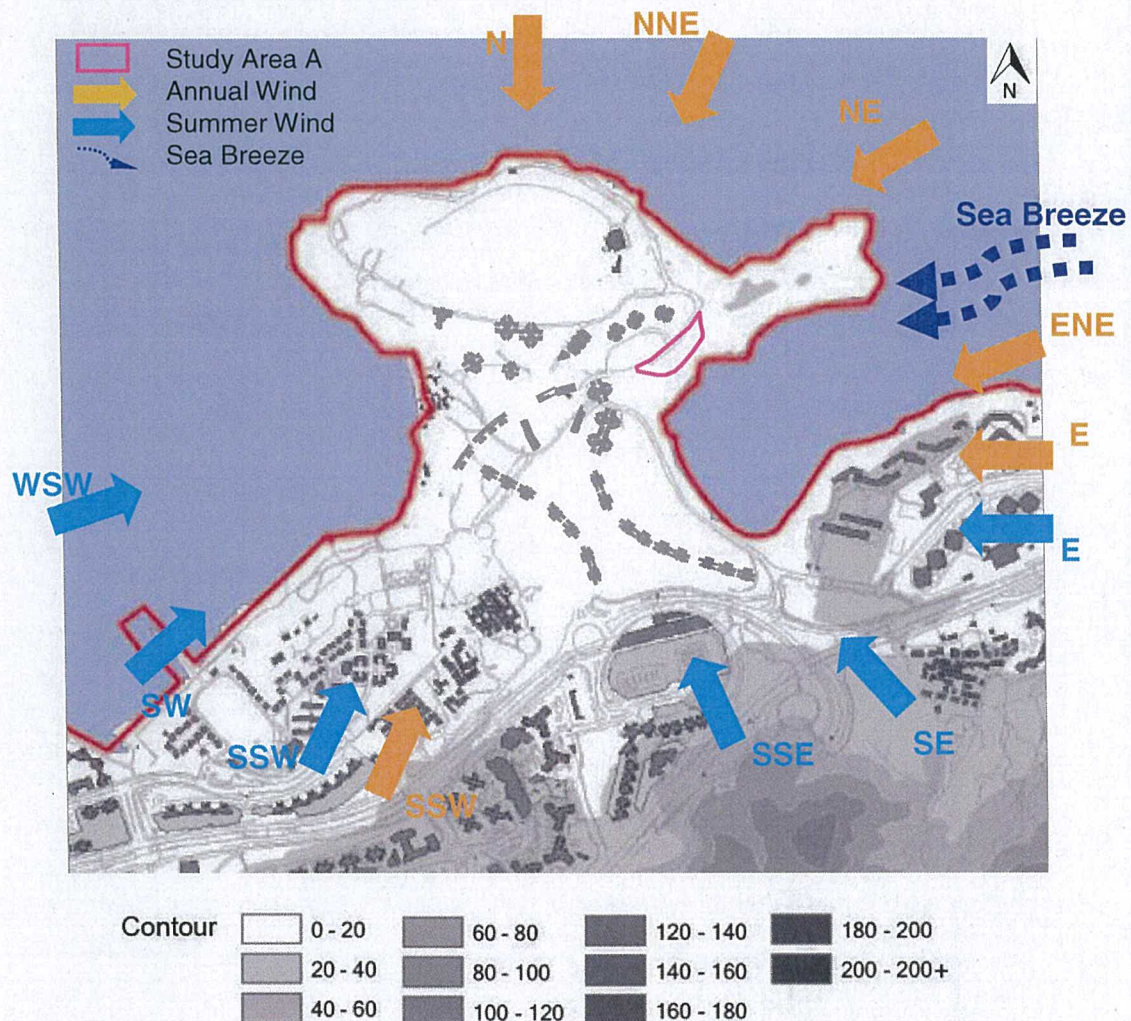 N
NNE
NE
Study Area A
Annual Wind
Summer Wind
Sea Breeze
N
Sea Breeze
ENE
E
E
WSW
SW
SSW
SSW
SSE
SE
Contour
0 - 20
60 - 80
120 - 140
180 - 200
20 - 40
80 - 100
140 - 160
200 - 200+
40 - 60
100 - 120
160 - 180